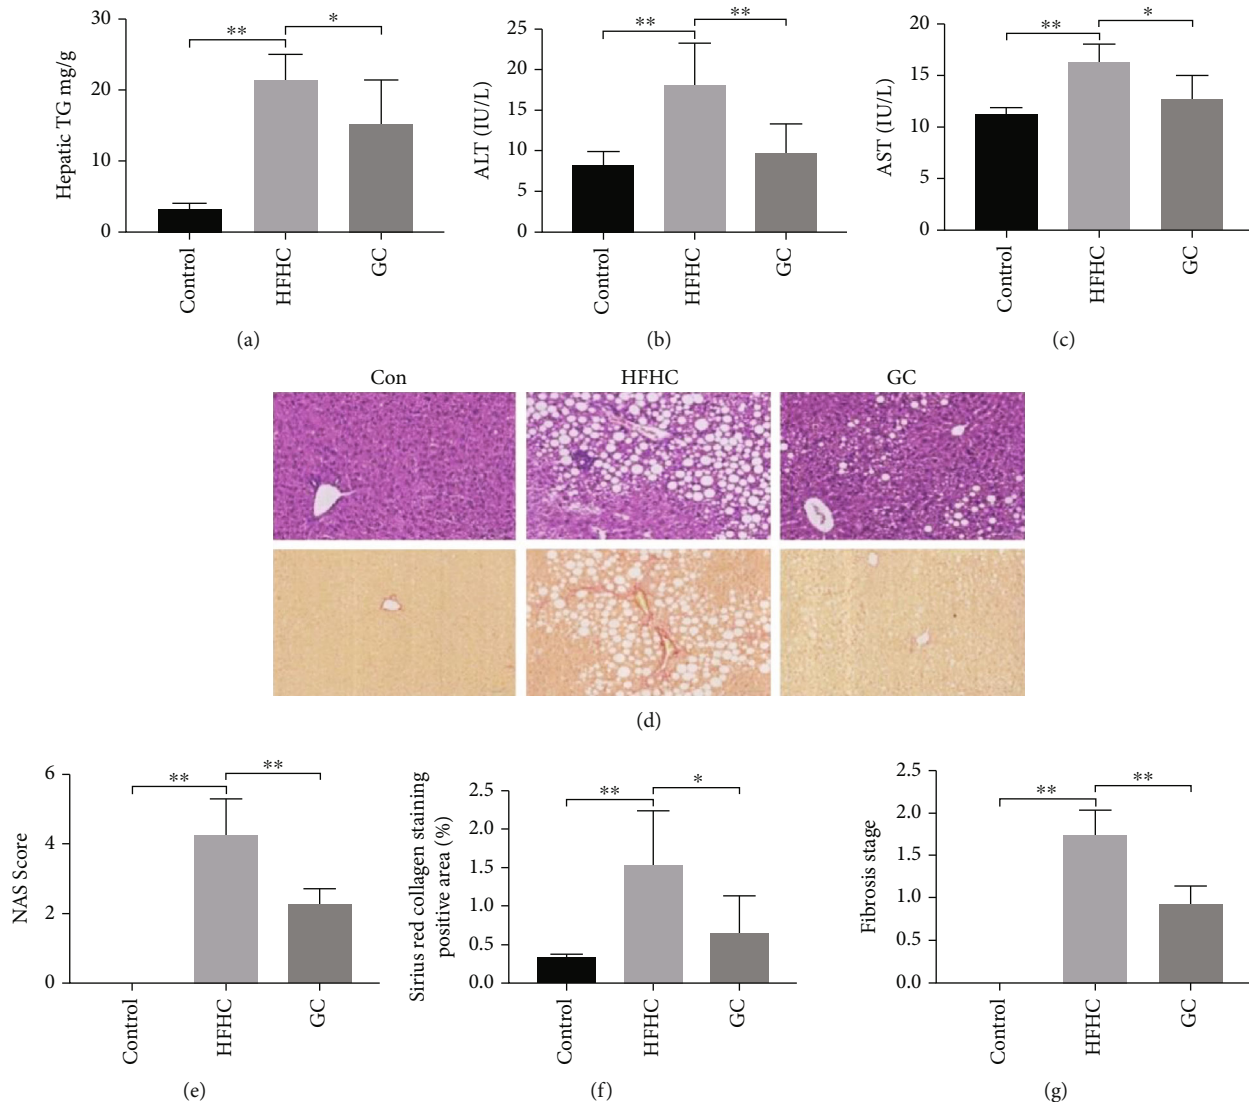 Hepatic TG mg/g
30
20
10
0
**
*
Control
HFHC
GC
(a)
ALT (IU/L)
25
20
15
10
5
0
**
**
Control
HFHC
GC
(b)
AST (IU/L)
20
15
10
5
0
**
*
Control
HFHC
GC
(c)
Con
HFHC
GC
(d)
NAS Score
6
4
2
0
**
**
Control
HFHC
GC
(e)
Sirius red collagen staining
positive area (%)
2.5
2.0
1.5
1.0
0.5
0.0
**
*
Control
HFHC
GC
(f)
Fibrosis stage
2.5
2.0
1.5
1.0
0.5
0.0
**
**
Control
HFHC
GC
(g)